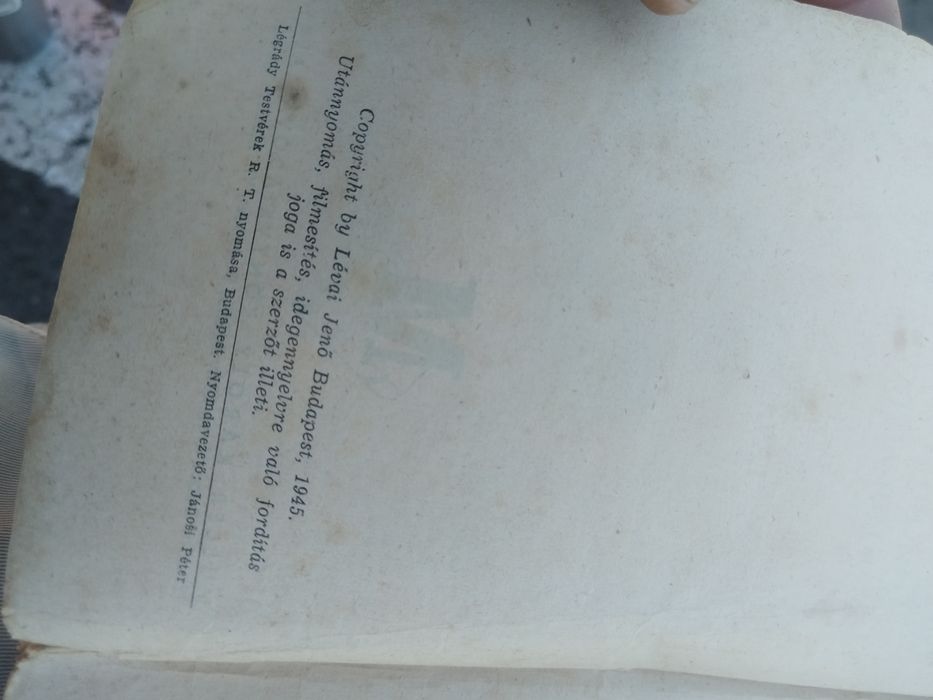 Copyright by Lévai Jenő Budapest, 1945.
Utánnyomás, filmesítés, idegennyelvre való fordítás
joga is a szerzőt illeti.
Légrády Testvérek R. T. nyomása, Budapest. Nyomdavezető: Jánosi Péter